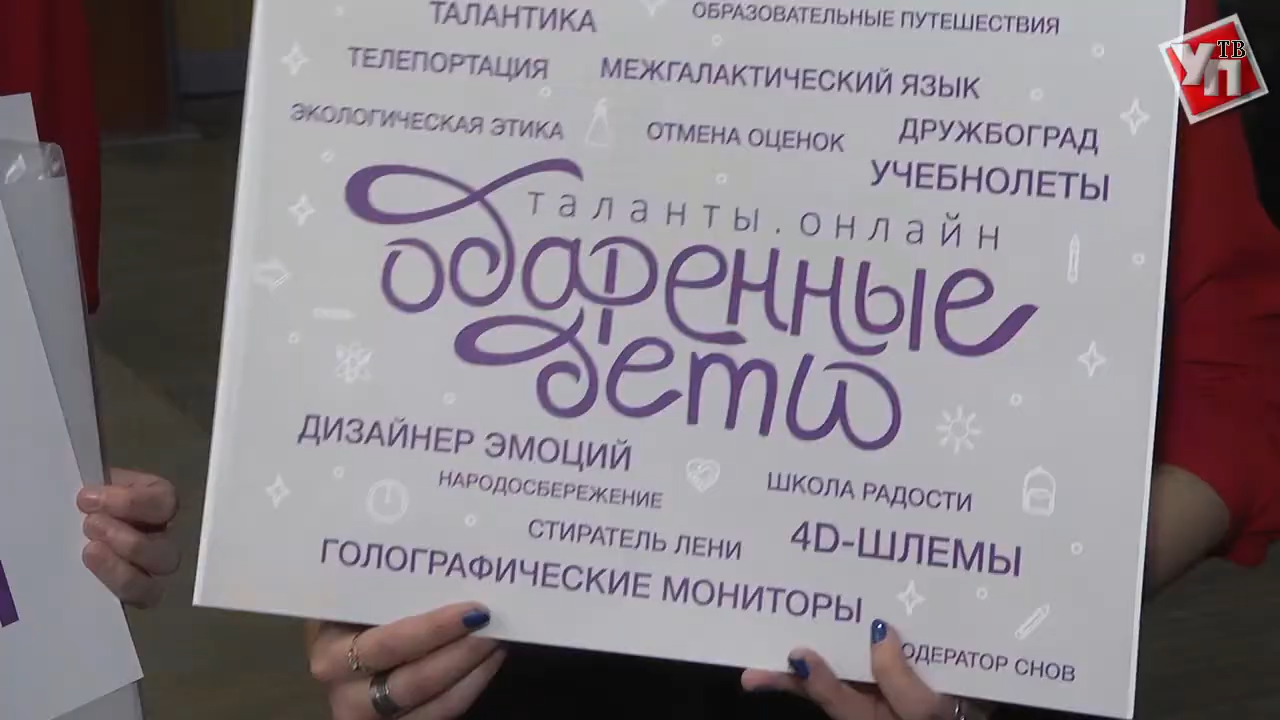 ТАЛАНТИКА
ОБРАЗОВАТЕЛЬНЫЕ ПУТЕШЕСТВИЯ
ТЕЛЕПОРТАЦИЯ
МЕЖГАЛАКТИЧЕСКИЙ ЯЗЫК
ЭКОЛОГИЧЕСКАЯ ЭТИКА
ОТМЕНА ОЦЕНОК
ДРУЖБОГРАД
УЧЕБНОЛЕТЫ
таланты.онлайн
одаренные
дети
ДИЗАЙНЕР ЭМОЦИЙ
НАРОДОСБЕРЕЖЕНИЕ
ШКОЛА РАДОСТИ
СТИРАТЕЛЬ ЛЕНИ
4D-ШЛЕМЫ
ГОЛОГРАФИЧЕСКИЕ МОНИТОРЫ
ОДЕРАТОР СНОВ
УП ТВ